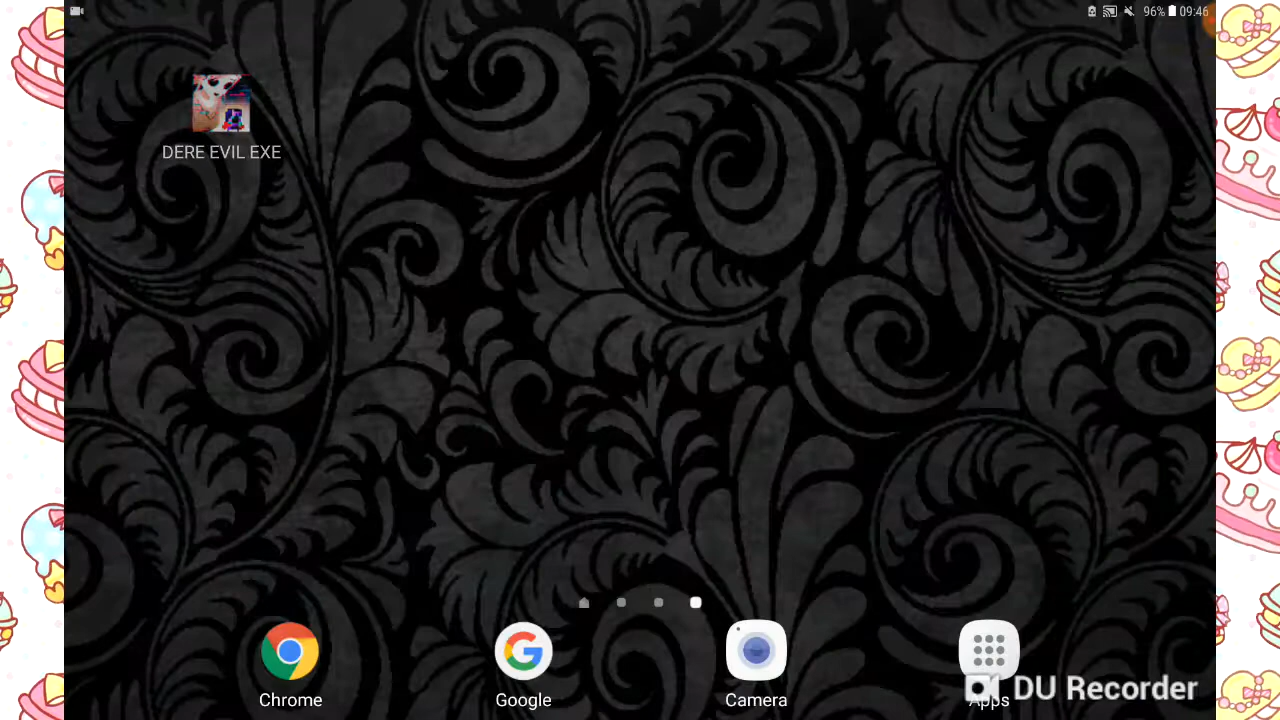 96% 09:46
DERE EVIL EXE
Chrome
Google
Camera
Apps
DU Recorder